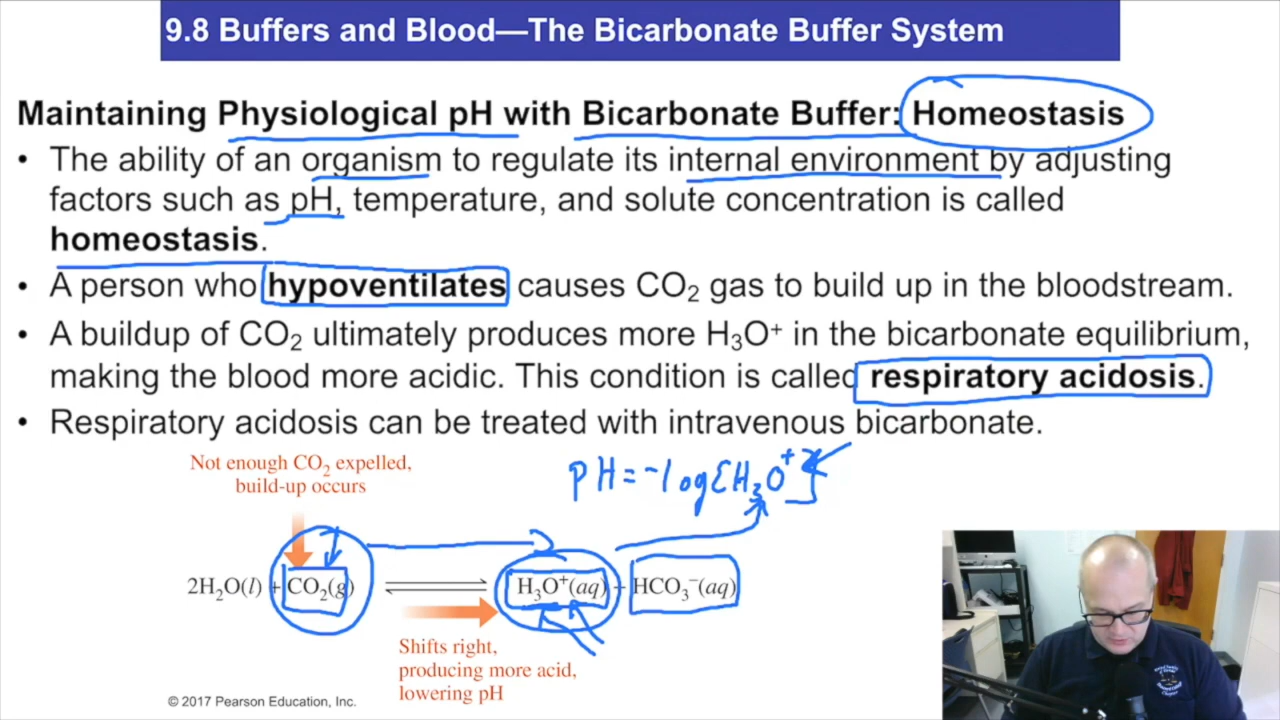 9.8 Buffers and Blood—The Bicarbonate Buffer System
Maintaining Physiological pH with Bicarbonate Buffer: Homeostasis
• The ability of an organism to regulate its internal environment by adjusting
factors such as pH, temperature, and solute concentration is called
homeostasis.
• A person who hypoventilates causes CO₂ gas to build up in the bloodstream.
• A buildup of CO₂ ultimately produces more H₃O⁺ in the bicarbonate equilibrium,
making the blood more acidic. This condition is called respiratory acidosis.
• Respiratory acidosis can be treated with intravenous bicarbonate.
Not enough CO₂ expelled,
build-up occurs
pH = -log[H₃O⁺]
2H₂O(l) + CO₂(g) ⇌ H₃O⁺(aq) + HCO₃⁻(aq)
Shifts right,
producing more acid,
lowering pH
© 2017 Pearson Education, Inc.